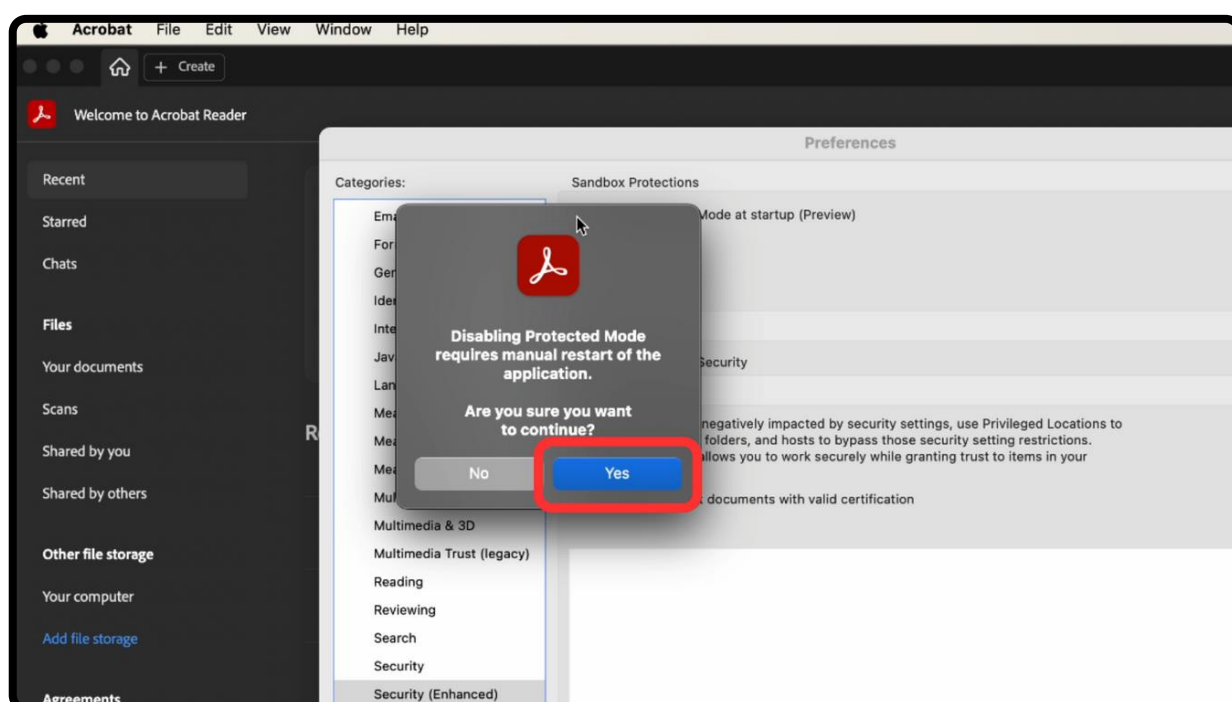 Acrobat File Edit View Window Help
+ Create
Welcome to Acrobat Reader
Preferences
Recent
Starred
Chats
Files
Your documents
Scans
Shared by you
Shared by others
Other file storage
Your computer
Add file storage
Agreements
Categories:
Multimedia & 3D
Multimedia Trust (legacy)
Reading
Reviewing
Search
Security
Security (Enhanced)
Disabling Protected Mode
requires manual restart of the
application.
Are you sure you want
to continue?
No Yes
Sandbox Protections
Mode at startup (Preview)
Security
negatively impacted by security settings, use Privileged Locations to
folders, and hosts to bypass those security setting restrictions.
allows you to work securely while granting trust to items in your
documents with valid certification